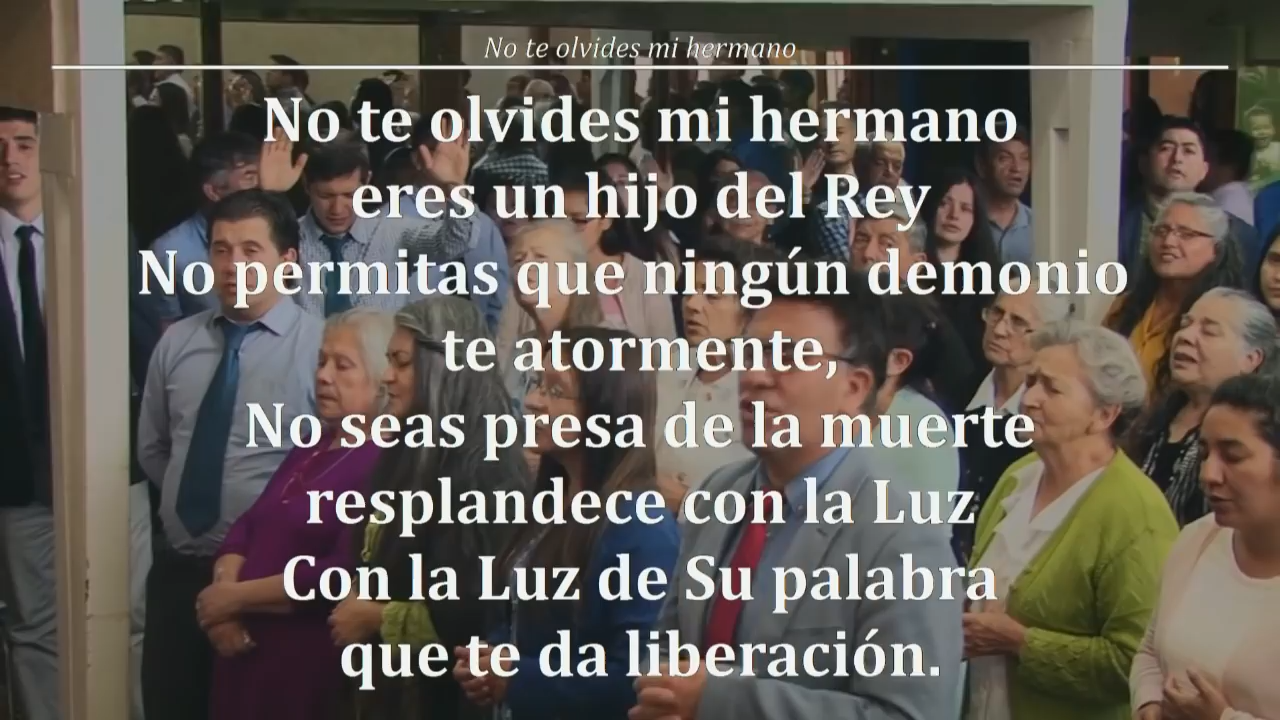 No te olvides mi hermano
No te olvides mi hermano
eres un hijo del Rey
No permitas que ningún demonio
te atormente,
No seas presa de la muerte
resplandece con la Luz
Con la Luz de Su palabra
que te da liberación.